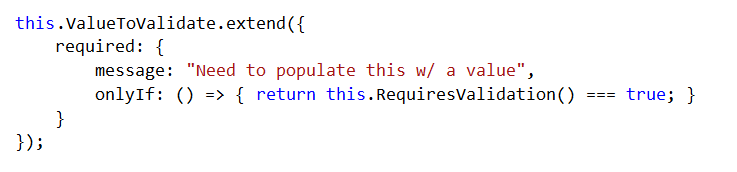 this.ValueToValidate.extend({
    required: {
        message: "Need to populate this w/ a value",
        onlyIf: () => { return this.RequiresValidation() === true; }
    }
});